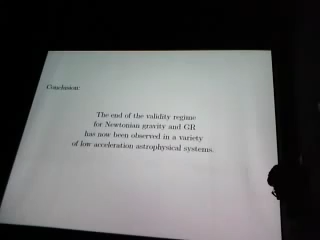 Conclusion:
The end of the validity regime
for Newtonian gravity and GR
has now been observed in a variety
of low acceleration astrophysical systems.